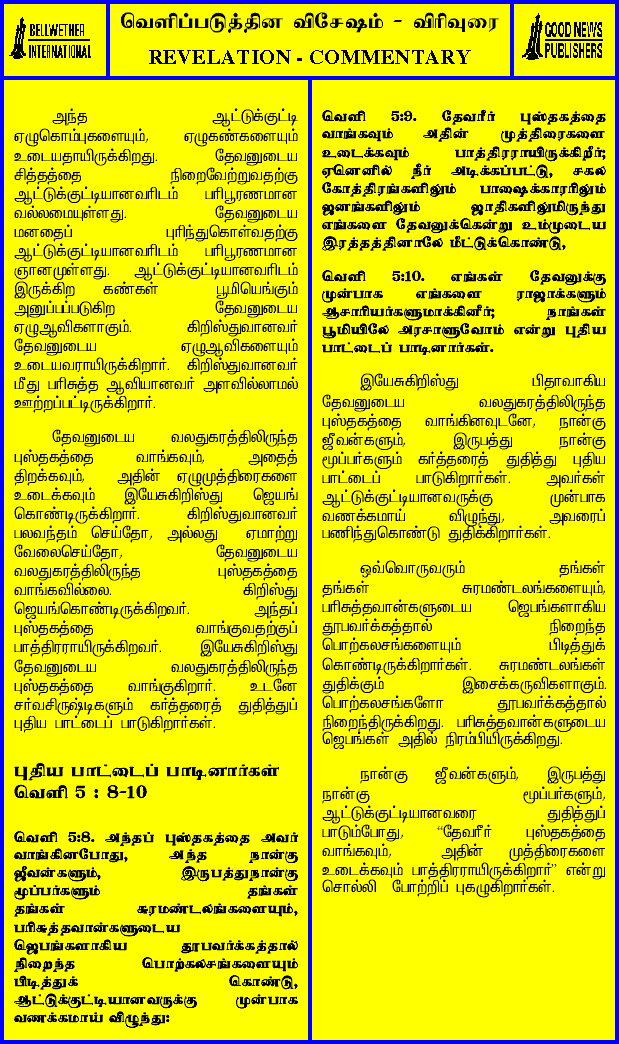 BELLWETHER
INTERNATIONAL
வெளிப்படுத்தின விசேஷம் - விரிவுரை
REVELATION - COMMENTARY
GOOD NEWS
PUBLISHERS
அந்த ஆட்டுக்குட்டி
ஏழுகொம்புகளையும், ஏழுகண்களையும்
உடையதாயிருக்கிறது. தேவனுடைய
சித்தத்தை நிறைவேற்றுவதற்கு
ஆட்டுக்குட்டியானவரிடம் பரிபூரணமான
வல்லமையுள்ளது. தேவனுடைய
மனதைப் புரிந்துகொள்வதற்கு
ஆட்டுக்குட்டியானவரிடம் பரிபூரணமான
ஞானமுள்ளது. ஆட்டுக்குட்டியானவரிடம்
இருக்கிற கண்கள் பூமியெங்கும்
அனுப்பப்படுகிற தேவனுடைய
ஏழுஆவிகளாகும். கிறிஸ்துவானவர்
தேவனுடைய ஏழுஆவிகளையும்
உடையவராயிருக்கிறார். கிறிஸ்துவானவர்
மீது பரிசுத்த ஆவியானவர் அளவில்லாமல்
ஊற்றப்பட்டிருக்கிறார்.
தேவனுடைய வலதுகரத்திலிருந்த
புஸ்தகத்தை வாங்கவும், அதைத்
திறக்கவும், அதின் ஏழுமுத்திரைகளை
உடைக்கவும் இயேசுகிறிஸ்து ஜெயங்
கொண்டிருக்கிறார். கிறிஸ்துவானவர்
பலவந்தம் செய்தோ, அல்லது ஏமாற்று
வேலைசெய்தோ, தேவனுடைய
வலதுகரத்திலிருந்த புஸ்தகத்தை
வாங்கவில்லை. கிறிஸ்து
ஜெயங்கொண்டிருக்கிறவர். அந்தப்
புஸ்தகத்தை வாங்குவதற்குப்
பாத்திரராயிருக்கிறவர். இயேசுகிறிஸ்து
தேவனுடைய வலதுகரத்திலிருந்த
புஸ்தகத்தை வாங்குகிறார். உடனே
சர்வசிருஷ்டிகளும் கர்த்தரைத் துதித்துப்
புதிய பாட்டைப் பாடுகிறார்கள்.
புதிய பாட்டைப் பாடினார்கள்
வெளி 5 : 8-10
வெளி 5:8. அந்தப் புஸ்தகத்தை அவர்
வாங்கினபோது, அந்த நான்கு
ஜீவன்களும், இருபத்துநான்கு
மூப்பர்களும் தங்கள்
தங்கள் சுரமண்டலங்களையும்,
பரிசுத்தவான்களுடைய
ஜெபங்களாகிய தூபவர்க்கத்தால்
நிறைந்த பொற்கலசங்களையும்
பிடித்துக் கொண்டு,
ஆட்டுக்குட்டியானவருக்கு முன்பாக
வணக்கமாய் விழுந்து:
வெளி 5:9. தேவரீர் புஸ்தகத்தை
வாங்கவும் அதின் முத்திரைகளை
உடைக்கவும் பாத்திரராயிருக்கிறீர்;
ஏனெனில் நீர் அடிக்கப்பட்டு, சகல
கோத்திரங்களிலும் பாஷைக்காரரிலும்
ஜனங்களிலும் ஜாதிகளிலுமிருந்து
எங்களை தேவனுக்கென்று உம்முடைய
இரத்தத்தினாலே மீட்டுக்கொண்டு,
வெளி 5:10. எங்கள் தேவனுக்கு
முன்பாக எங்களை ராஜாக்களும்
ஆசாரியர்களுமாக்கினீர்; நாங்கள்
பூமியிலே அரசாளுவோம் என்று புதிய
பாட்டைப் பாடினார்கள்.
இயேசுகிறிஸ்து பிதாவாகிய
தேவனுடைய வலதுகரத்திலிருந்த
புஸ்தகத்தை வாங்கினவுடனே, நான்கு
ஜீவன்களும், இருபத்து நான்கு
மூப்பர்களும் கர்த்தரைத் துதித்து புதிய
பாட்டைப் பாடுகிறார்கள். அவர்கள்
ஆட்டுக்குட்டியானவருக்கு முன்பாக
வணக்கமாய் விழுந்து, அவரைப்
பணிந்துகொண்டு துதிக்கிறார்கள்.
ஒவ்வொருவரும் தங்கள்
தங்கள் சுரமண்டலங்களையும்,
பரிசுத்தவான்களுடைய ஜெபங்களாகிய
தூபவர்க்கத்தால் நிறைந்த
பொற்கலசங்களையும் பிடித்துக்
கொண்டிருக்கிறார்கள். சுரமண்டலங்கள்
துதிக்கும் இசைக்கருவிகளாகும்.
பொற்கலசங்களோ தூபவர்க்கத்தால்
நிறைந்திருக்கிறது. பரிசுத்தவான்களுடைய
ஜெபங்கள் அதில் நிரம்பியிருக்கிறது.
நான்கு ஜீவன்களும், இருபத்து
நான்கு மூப்பர்களும்,
ஆட்டுக்குட்டியானவரை துதித்துப்
பாடும்போது, “தேவரீர் புஸ்தகத்தை
வாங்கவும், அதின் முத்திரைகளை
உடைக்கவும் பாத்திரராயிருக்கிறார்” என்று
சொல்லி போற்றிப் புகழுகிறார்கள்.